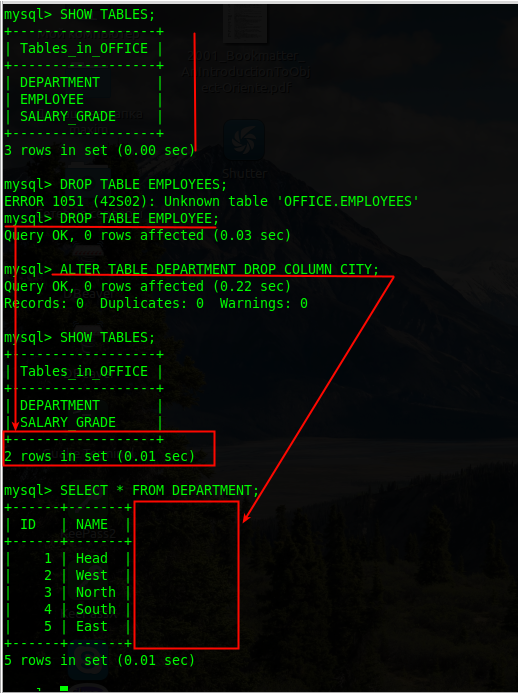 mysql> SHOW TABLES;
+------------------+
| Tables_in_OFFICE |
+------------------+
| DEPARTMENT       |
| EMPLOYEE         |
| SALARY_GRADE     |
+------------------+
3 rows in set (0.00 sec)
mysql> DROP TABLE EMPLOYEES;
ERROR 1051 (42S02): Unknown table 'OFFICE.EMPLOYEES'
mysql> DROP TABLE EMPLOYEE;
Query OK, 0 rows affected (0.03 sec)
mysql> ALTER TABLE DEPARTMENT DROP COLUMN CITY;
Query OK, 0 rows affected (0.22 sec)
Records: 0  Duplicates: 0  Warnings: 0
mysql> SHOW TABLES;
+------------------+
| Tables_in_OFFICE |
+------------------+
| DEPARTMENT       |
| SALARY_GRADE     |
+------------------+
2 rows in set (0.01 sec)
mysql> SELECT * FROM DEPARTMENT;
+------+-------+
| ID   | NAME  |
+------+-------+
|    1 | Head  |
|    2 | West  |
|    3 | North |
|    4 | South |
|    5 | East  |
+------+-------+
5 rows in set (0.01 sec)
Shutter